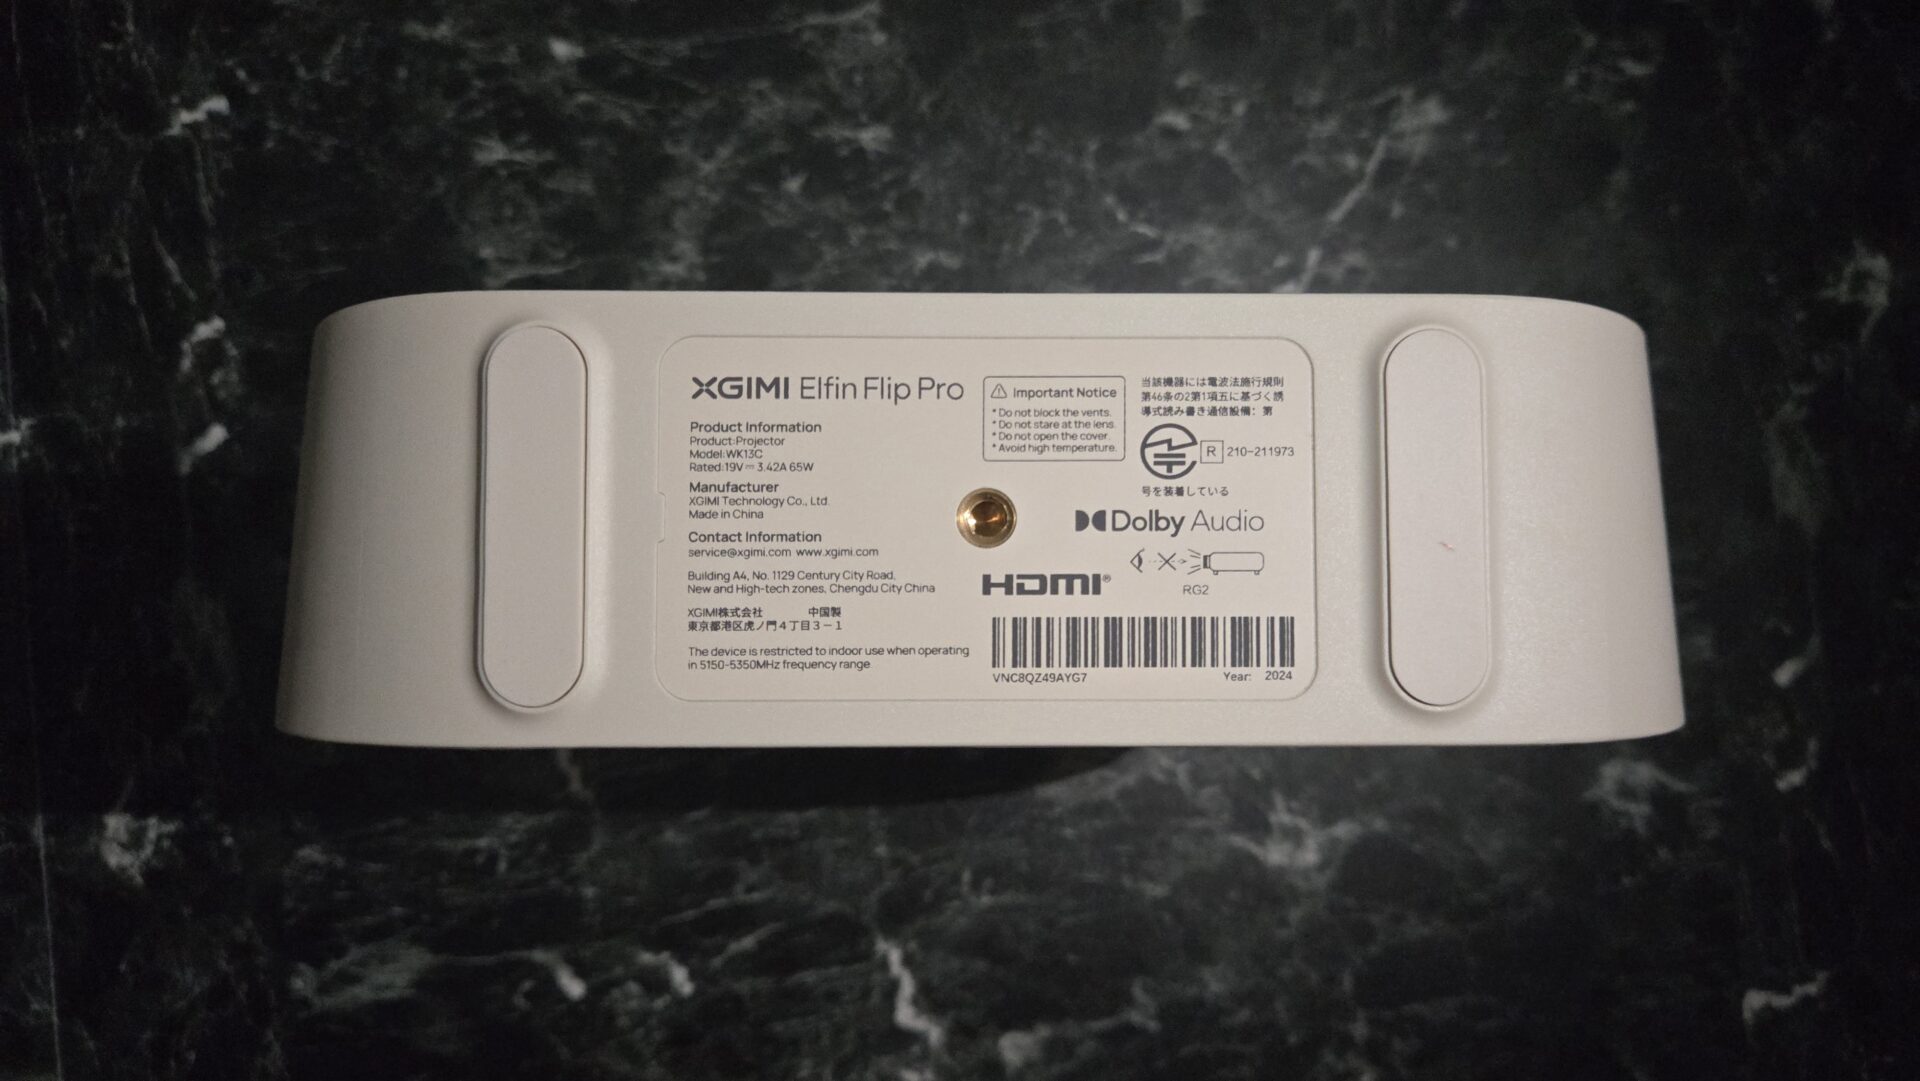 XGIMI Elfin Flip Pro
Product Information
Product:Projector
Model:WK13C
Rated:19V⎓3.42A 65W
Manufacturer
XGIMI Technology Co., Ltd.
Made in China
Contact Information
service@xgimi.com www.xgimi.com
Building A4, No. 1129 Century City Road,
New and High-tech zones, Chengdu City China
XGIMI株式会社 中国製
東京都港区虎ノ門4丁目3-1
The device is restricted to indoor use when operating
in 5150-5350MHz frequency range
⚠ Important Notice
* Do not block the vents.
* Do not stare at the lens.
* Do not open the cover.
* Avoid high temperature.
当該機器には電波法施行規則
第46条の2第1項五に基づく誘
導式読み書き通信設備: 第
R 210-211973
号を装着している
Dolby Audio
HDMI®
RG2
VNC8QZ49AYG7 Year: 2024